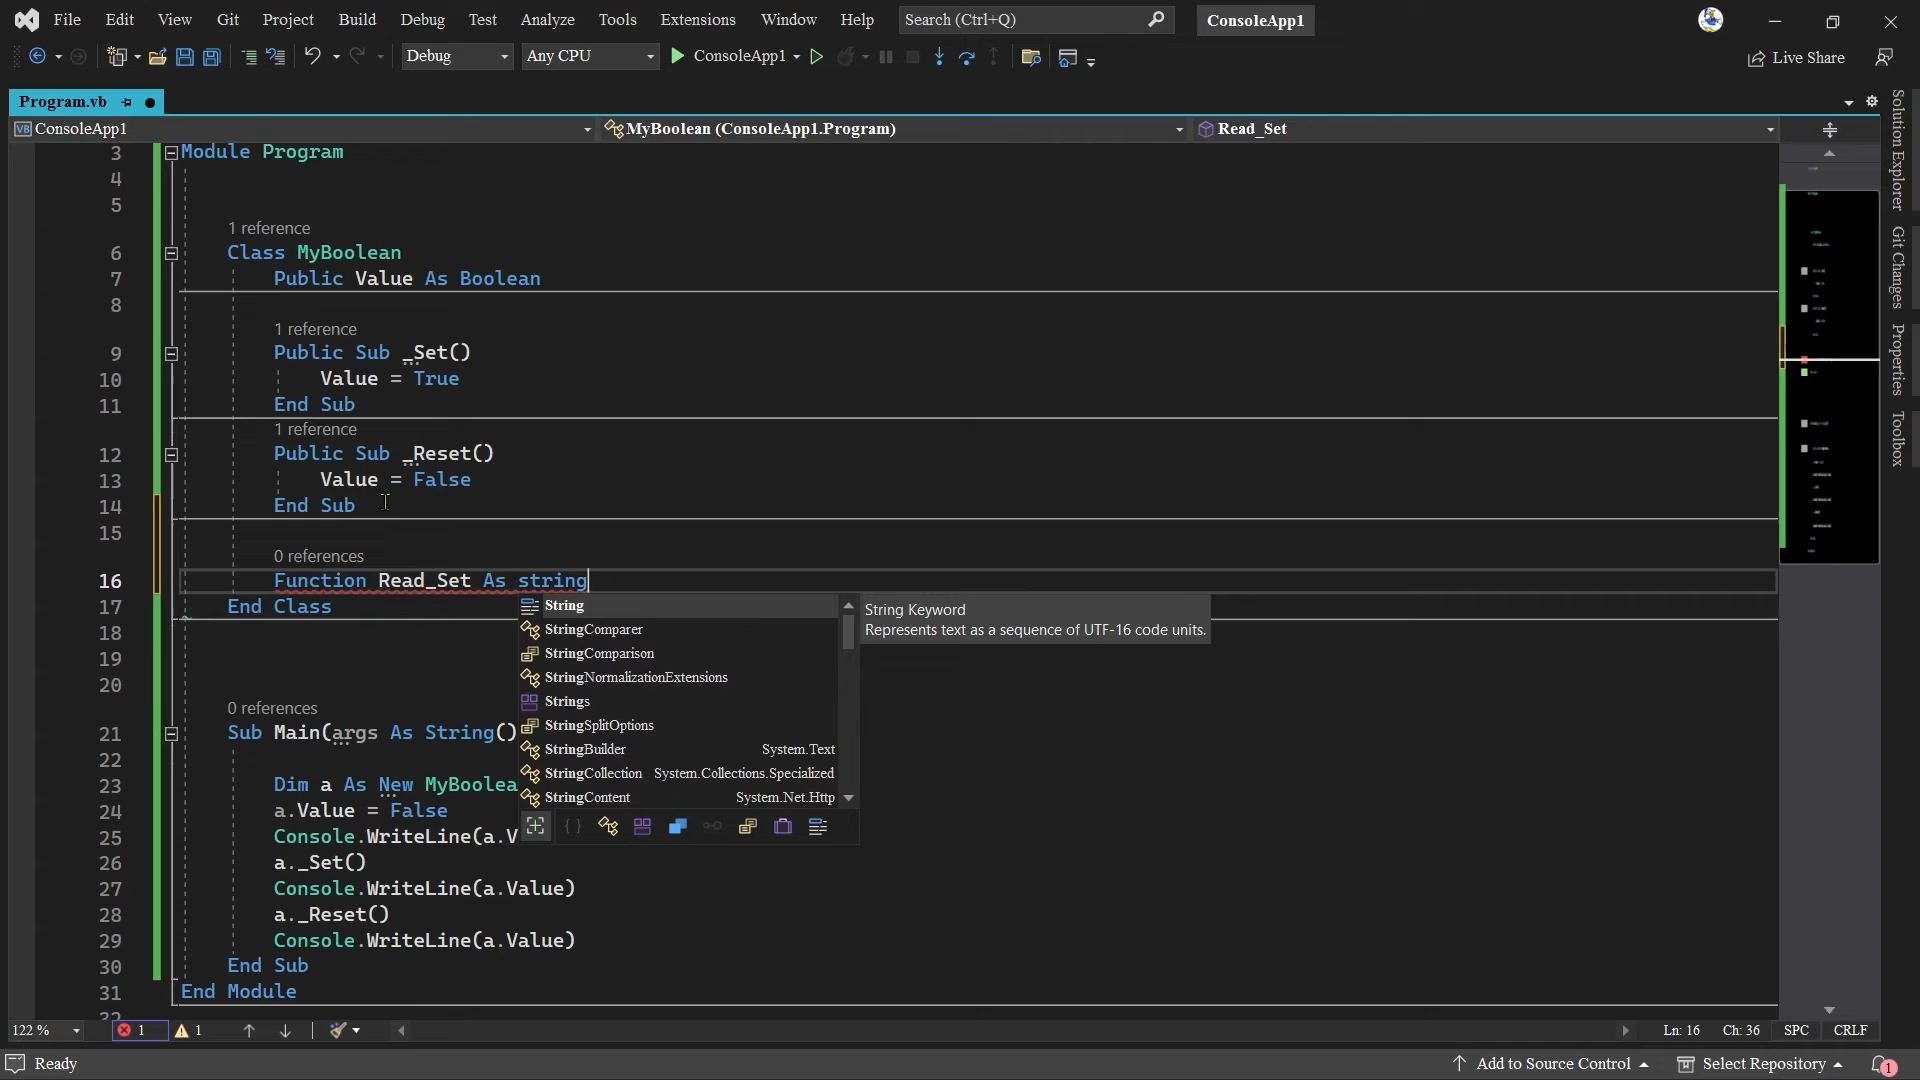 File Edit View Git Project Build Debug Test Analyze Tools Extensions Window Help Search (Ctrl+Q) ConsoleApp1
Debug Any CPU ConsoleApp1 Live Share
Program.vb
ConsoleApp1 MyBoolean (ConsoleApp1.Program) Read_Set
3 Module Program
4
5
1 reference
6 Class MyBoolean
7 Public Value As Boolean
8
1 reference
9 Public Sub _Set()
10 Value = True
11 End Sub
1 reference
12 Public Sub _Reset()
13 Value = False
14 End Sub
15
0 references
16 Function Read_Set As string
17 End Class
18
19
20
0 references
21 Sub Main(args As String()
22
23 Dim a As New MyBoolea
24 a.Value = False
25 Console.WriteLine(a.V
26 a._Set()
27 Console.WriteLine(a.Value)
28 a._Reset()
29 Console.WriteLine(a.Value)
30 End Sub
31 End Module
32
String
StringComparer
StringComparison
StringNormalizationExtensions
Strings
StringSplitOptions
StringBuilder System.Text
StringCollection System.Collections.Specialized
StringContent System.Net.Http
String Keyword
Represents text as a sequence of UTF-16 code units.
Solution Explorer
Git Changes
Properties
Toolbox
122 % 1 1 Ln: 16 Ch: 36 SPC CRLF
Ready Add to Source Control Select Repository 1